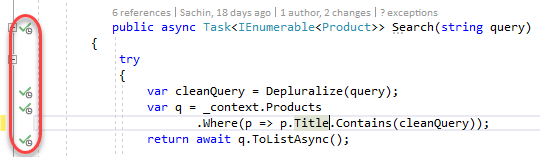 6 references | Sachin, 18 days ago | 1 author, 2 changes | ? exceptions
public async Task<IEnumerable<Product>> Search(string query)
{
try
{
var cleanQuery = Depluralize(query);
var q = _context.Products
.Where(p => p.Title.Contains(cleanQuery));
return await q.ToListAsync();